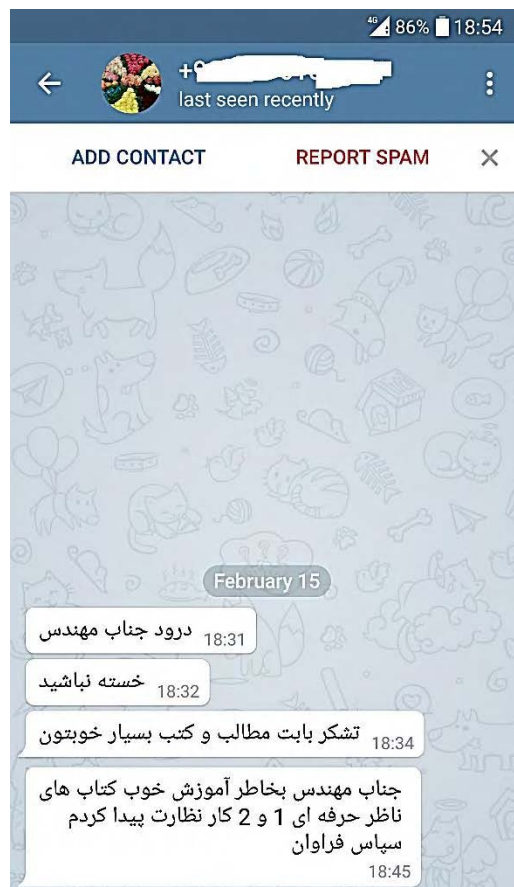 4G 86% 18:54
last seen recently
ADD CONTACT REPORT SPAM
February 15
درود جناب مهندس 18:31
خسته نباشید 18:32
تشکر بابت مطالب و کتب بسیار خوبتون 18:34
جناب مهندس بخاطر آموزش خوب کتاب های
ناظر حرفه ای 1 و 2 کار نظارت پیدا کردم
سپاس فراوان
18:45